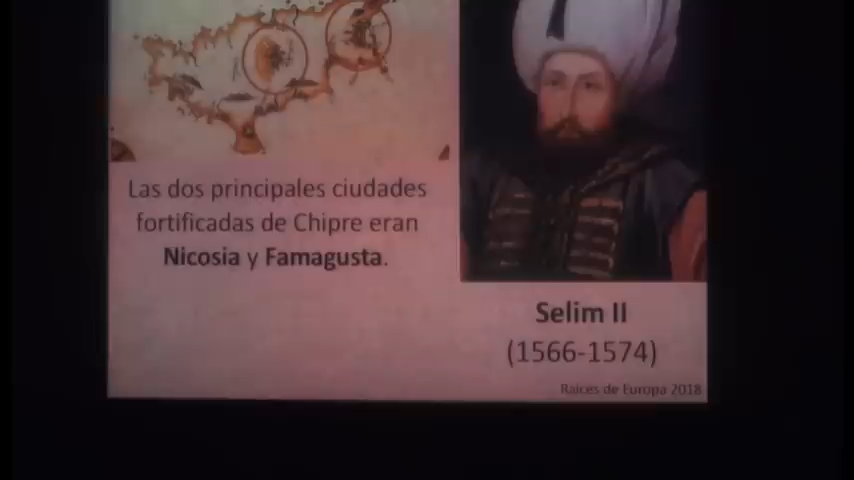 Las dos principales ciudades
fortificadas de Chipre eran
Nicosia y Famagusta.
Selim II
(1566-1574)
Raíces de Europa 2018